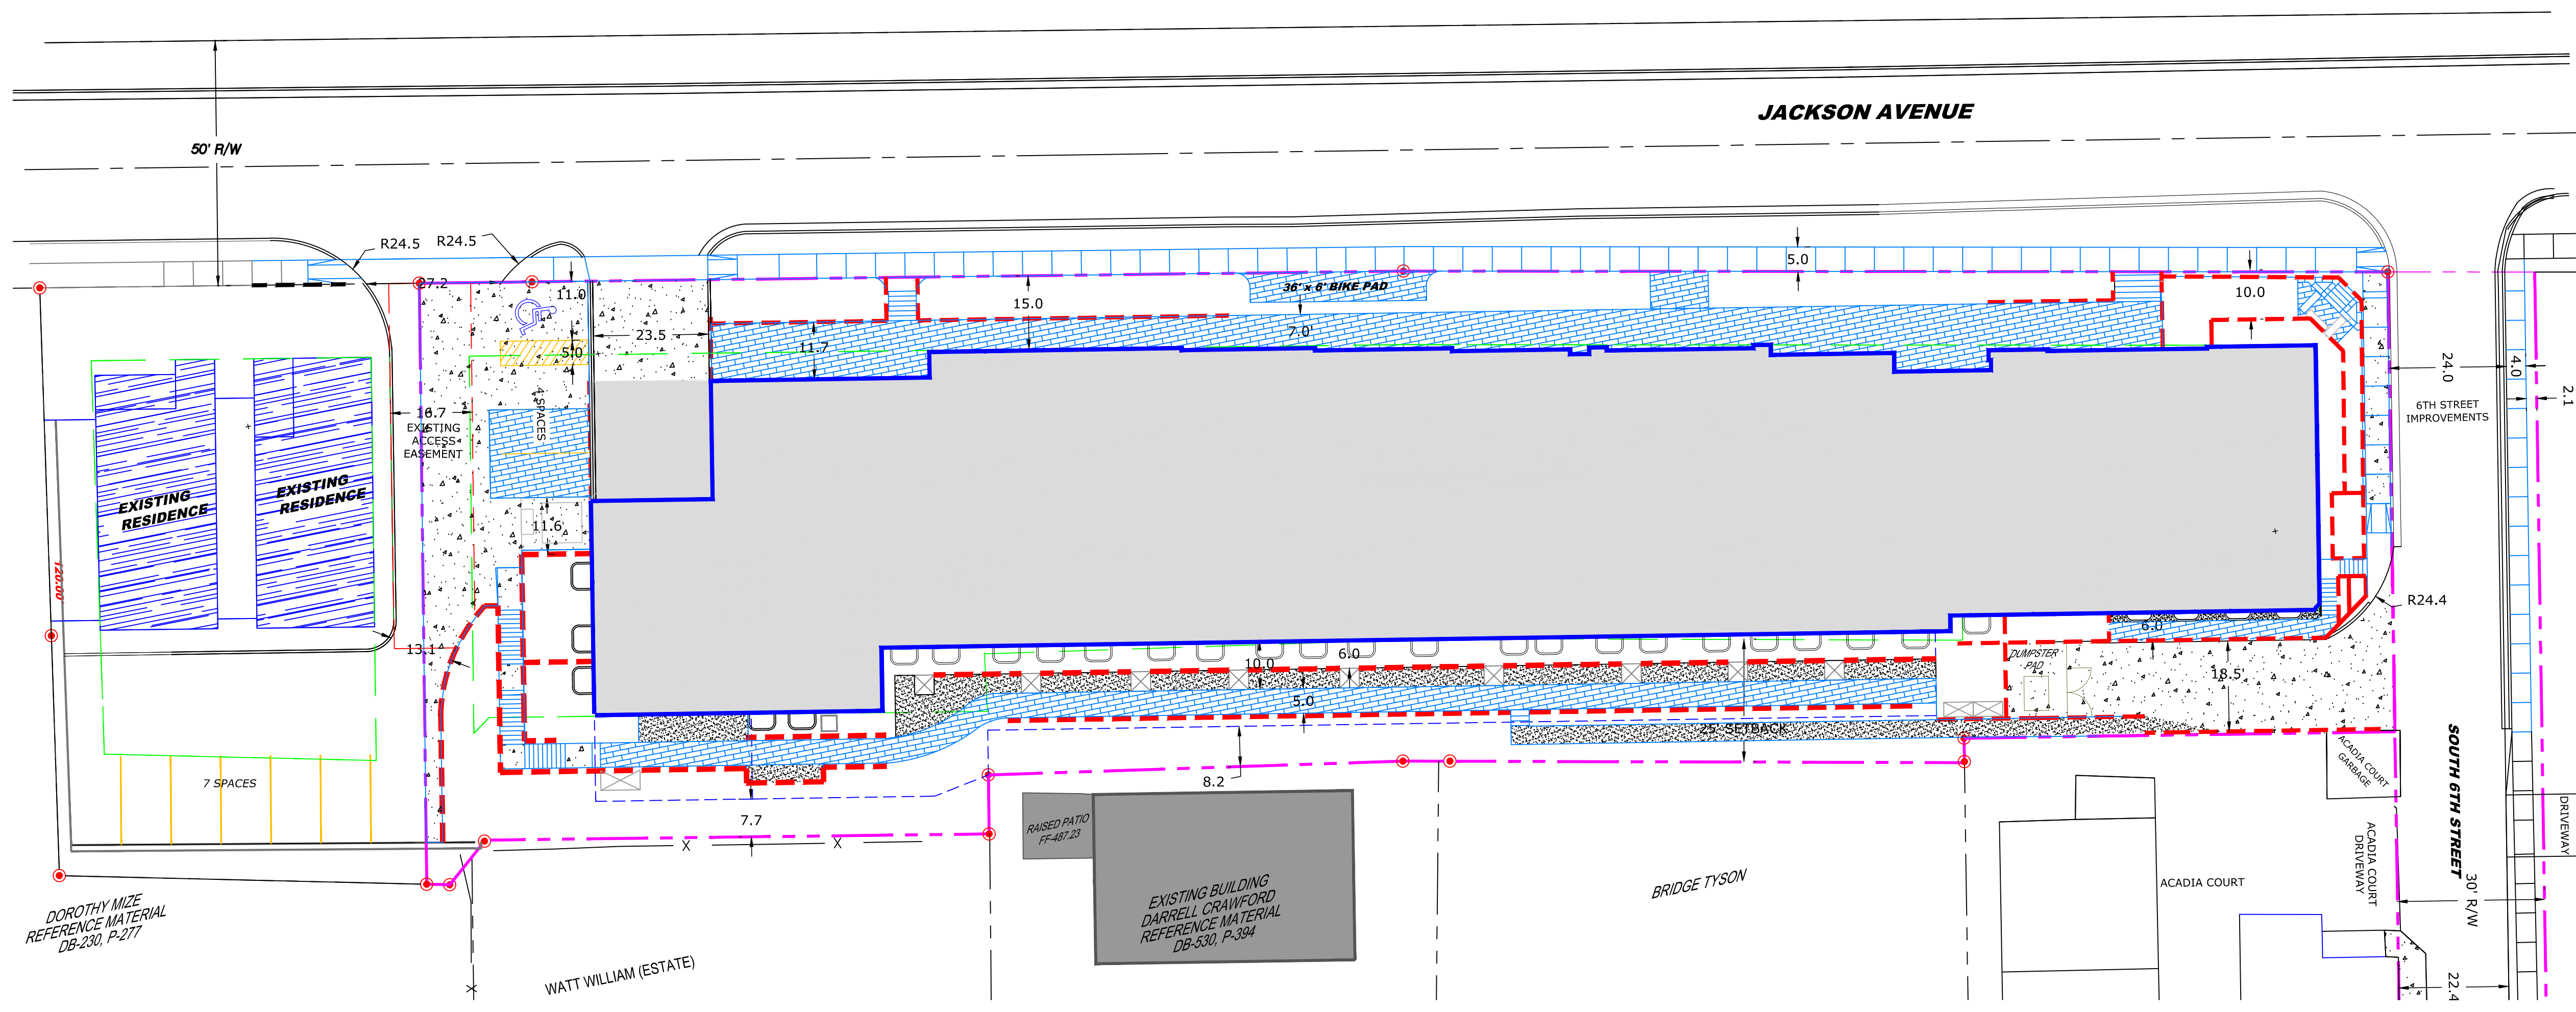 JACKSON AVENUE
50' R/W
R24.5
R24.5
27.2
11.0
15.0
36' x 6' BIKE PAD
5.0
10.0
23.5
7.0'
11.7
5.0
4 SPACES
16.7
EXISTING
ACCESS
EASEMENT
24.0
4.0
2.1
6TH STREET
IMPROVEMENTS
EXISTING
RESIDENCE
EXISTING
RESIDENCE
11.6
120.00'
13.1
R24.4
6.0
10.0
6.0
DUMPSTER
PAD
18.5'
5.0
25' SETBACK
ACADIA COURT
GARBAGE
SOUTH 6TH STREET
8.2
7 SPACES
7.7
RAISED PATIO
FF-487.23
X
X
DRIVEWAY
ACADIA COURT
DRIVEWAY
EXISTING BUILDING
DARRELL CRAWFORD
REFERENCE MATERIAL
DB-530, P-394
BRIDGE TYSON
ACADIA COURT
30' R/W
DOROTHY MIZE
REFERENCE MATERIAL
DB-230, P-277
WATT WILLIAM (ESTATE)
X
22.4